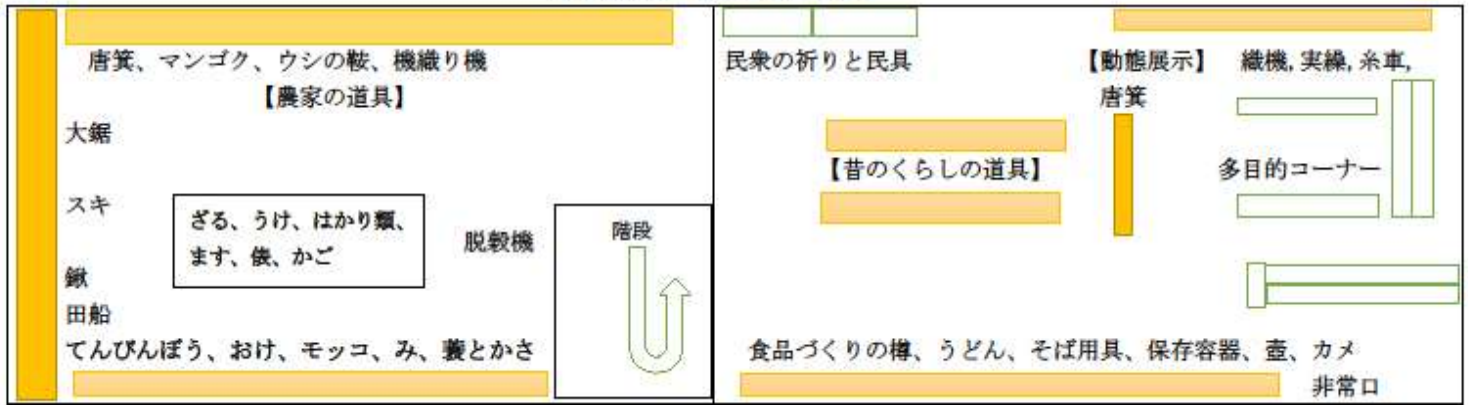 唐箕、マンゴク、ウシの鞍、機織り機
【農家の道具】
大鋸
スキ
鍬
田船
てんびんぼう、おけ、モッコ、み、蓑とかさ
ざる、うけ、はかり類、
ます、俵、かご
脱穀機
階段
民衆の祈りと民具
【動態展示】 織機,実繰,糸車,
唐箕
【昔のくらしの道具】
多目的コーナー
食品づくりの樽、うどん、そば用具、保存容器、壺、カメ
非常口